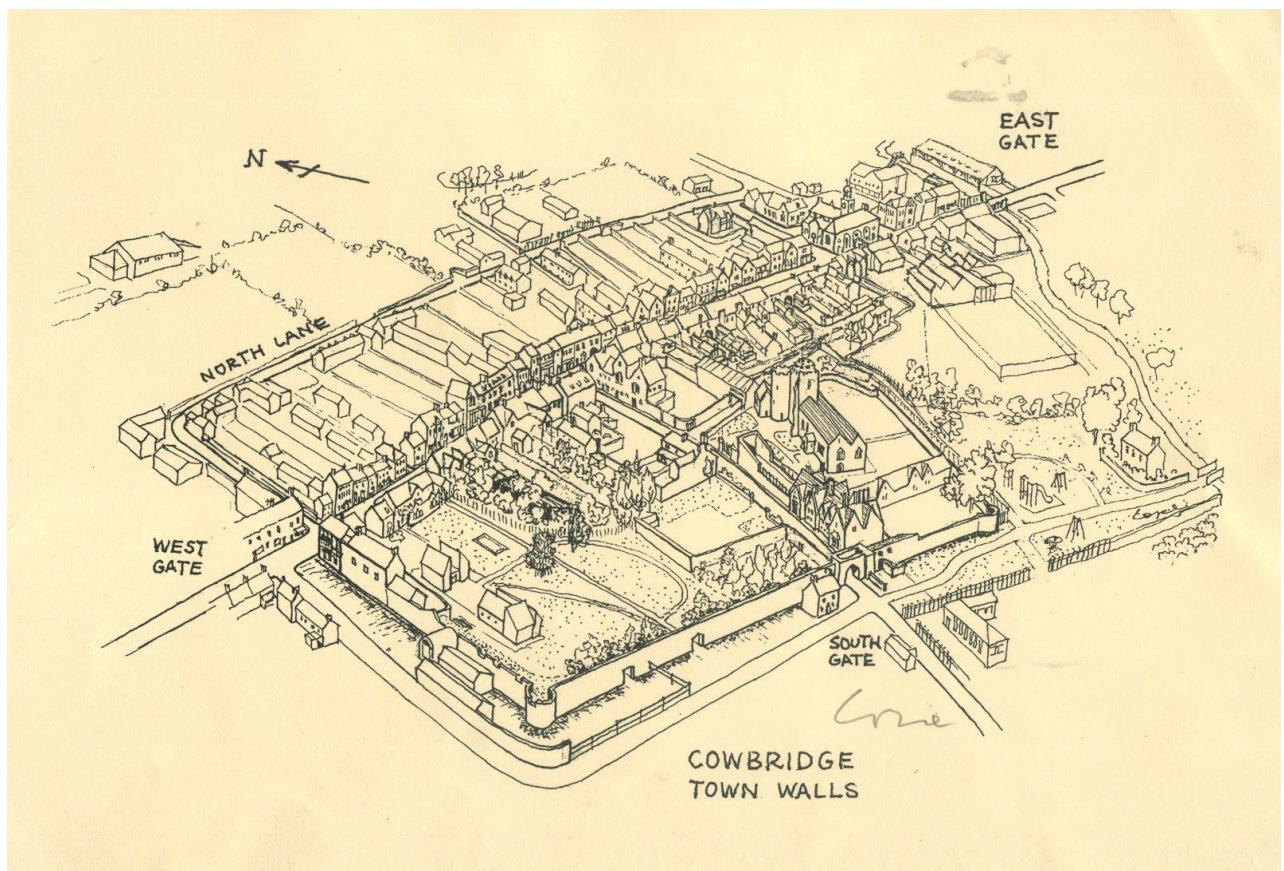 EAST
GATE
N
NORTH LANE
WEST
GATE
SOUTH
GATE
COWBRIDGE
TOWN WALLS